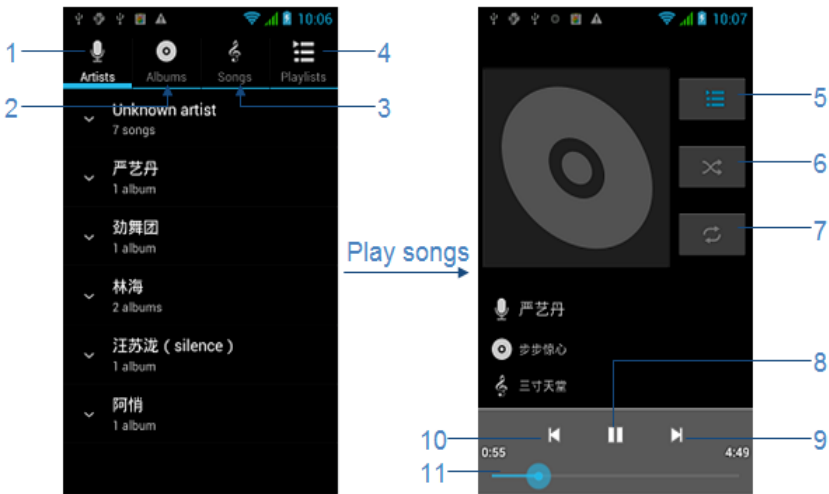 10:06
1
4
Artists
Albums
Songs
Playlists
2
3
Unknown artist
7 songs
严艺丹
1 album
劲舞团
1 album
林海
2 albums
汪苏泷（silence）
1 album
阿悄
1 album
Play songs
10:07
5
6
7
严艺丹
步步惊心
三寸天堂
8
10
9
0:55
4:49
11